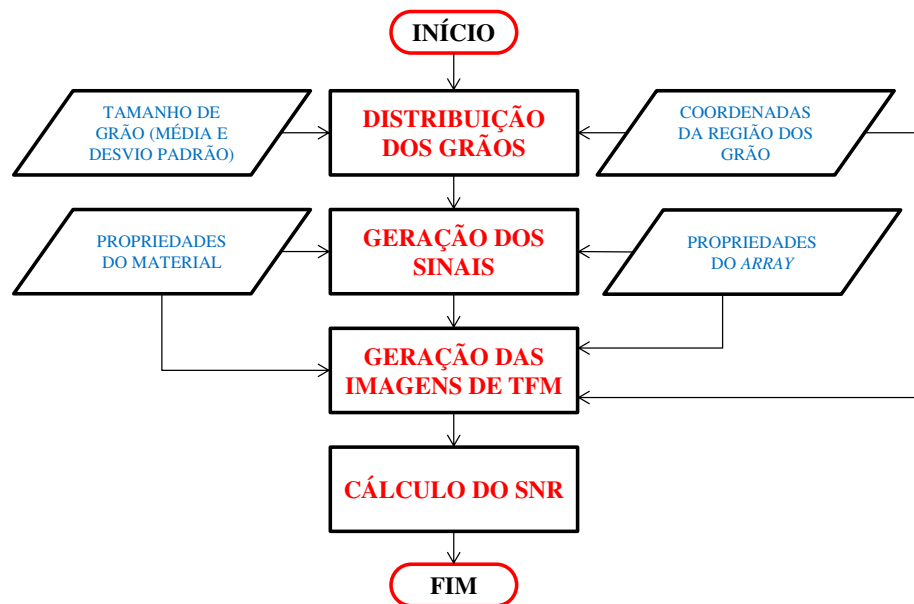 INÍCIO
TAMANHO DE
GRÃO (MÉDIA E
DESVIO PADRÃO)
DISTRIBUIÇÃO
DOS GRÃOS
COORDENADAS
DA REGIÃO DOS
GRÃO
PROPRIEDADES
DO MATERIAL
GERAÇÃO DOS
SINAIS
PROPRIEDADES
DO ARRAY
GERAÇÃO DAS
IMAGENS DE TFM
CÁLCULO DO SNR
FIM